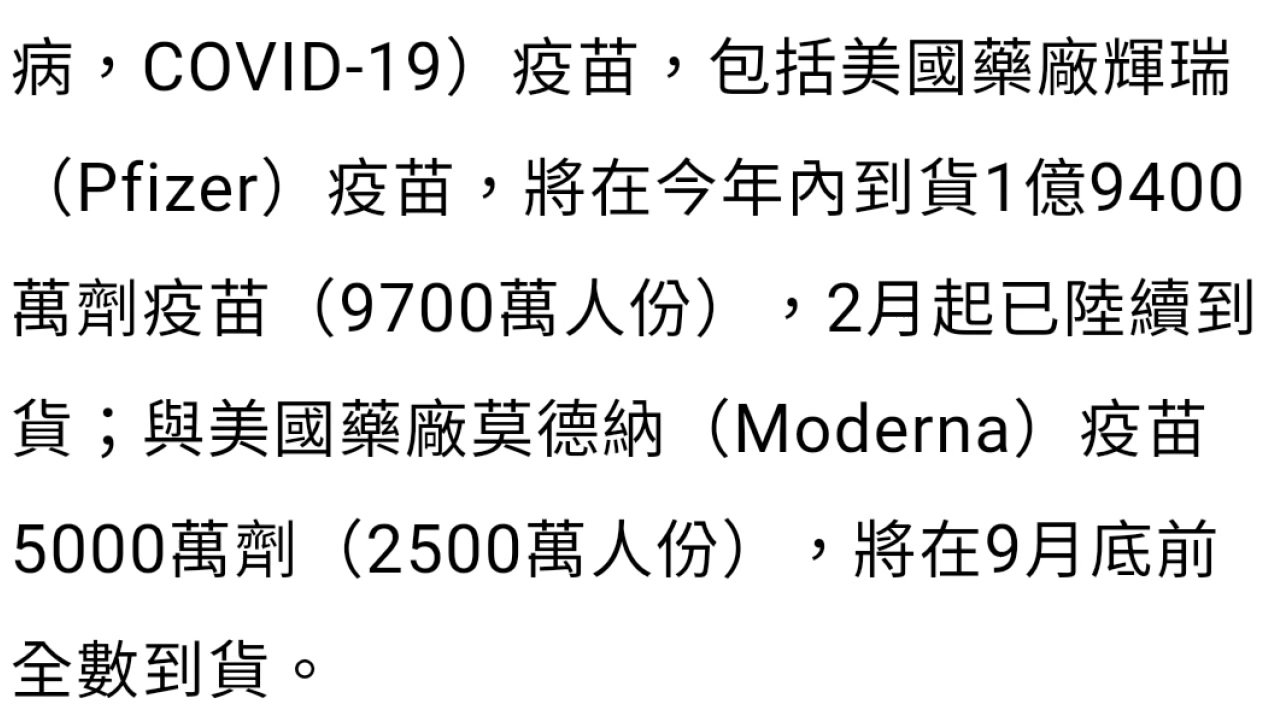 病，COVID-19）疫苗，包括美國藥廠輝瑞
（Pfizer）疫苗，將在今年內到貨1億9400
萬劑疫苗（9700萬人份），2月起已陸續到
貨；與美國藥廠莫德納（Moderna）疫苗
5000萬劑（2500萬人份），將在9月底前
全數到貨。